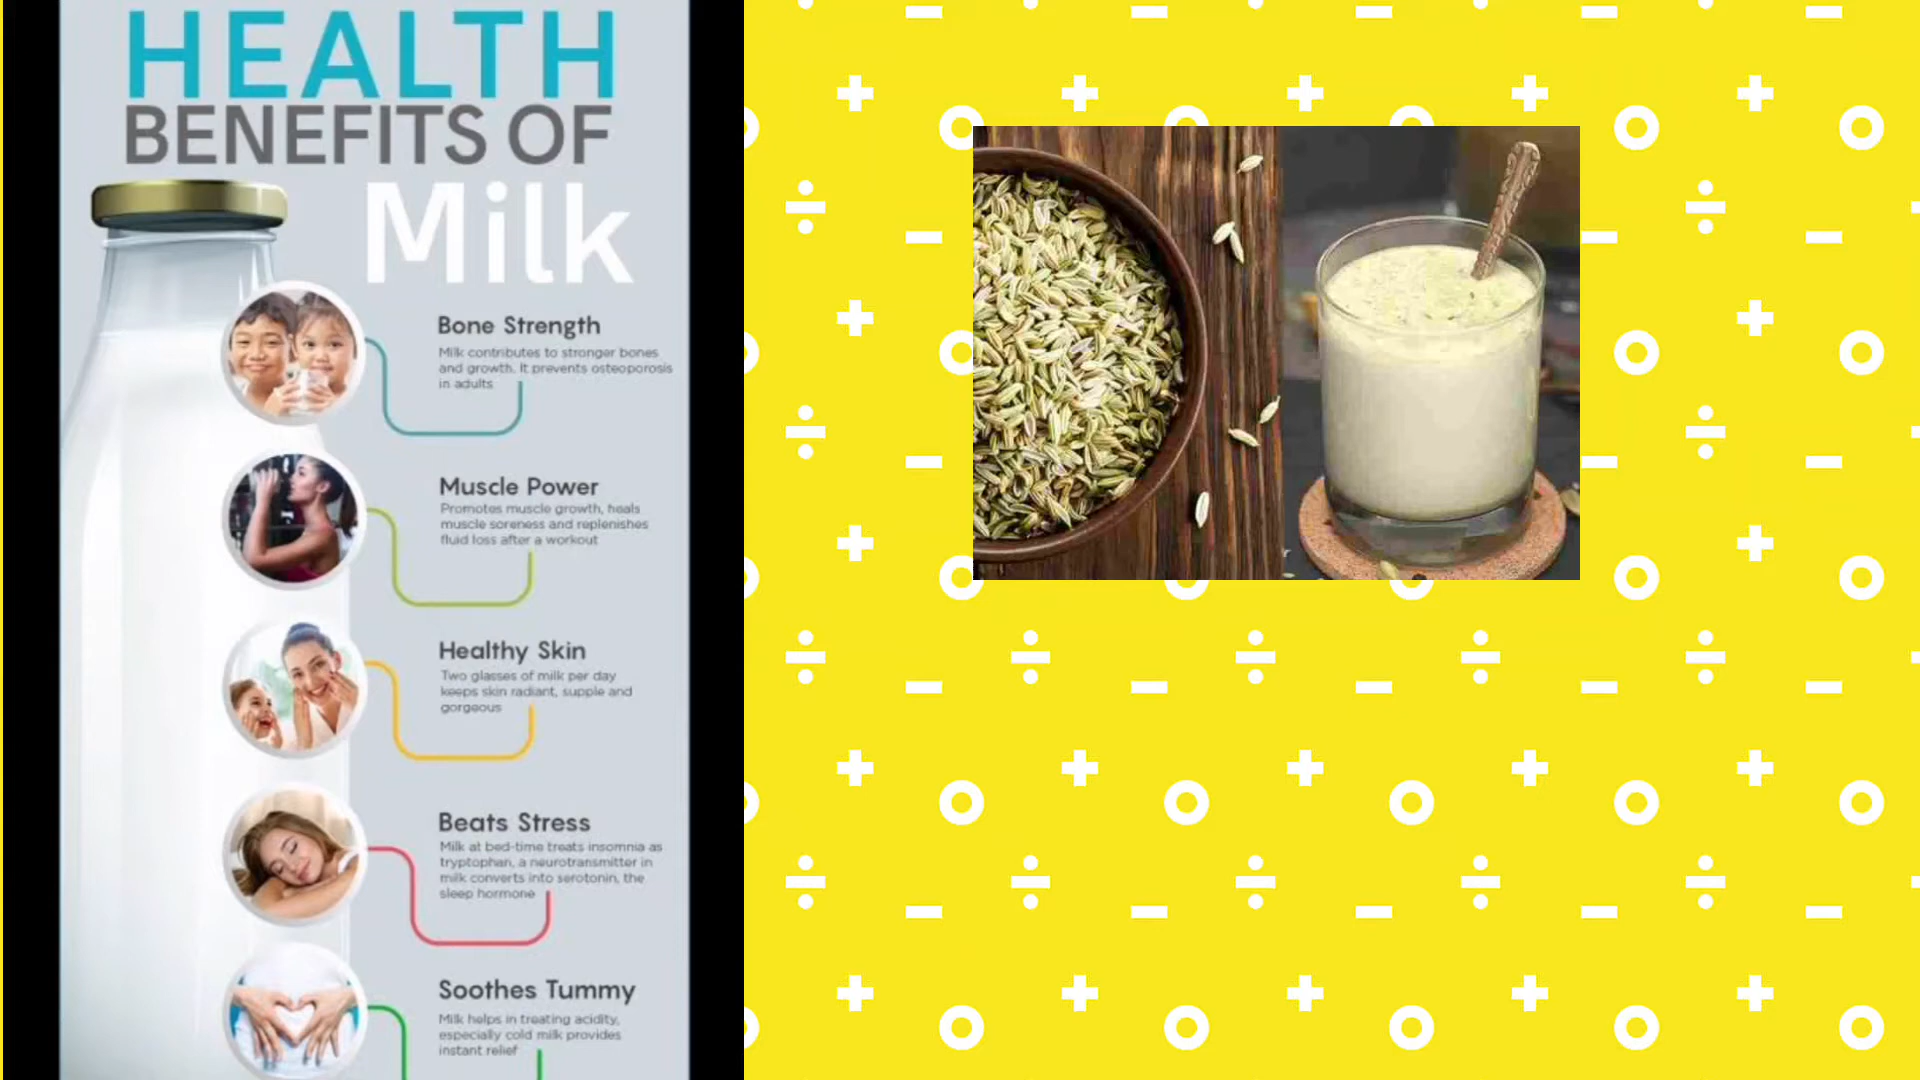 HEALTH
BENEFITS OF
Milk
Bone Strength
Milk contributes to stronger bones
and growth. It prevents osteoporosis
in adults
Muscle Power
Promotes muscle growth, heals
muscle soreness and replenishes
fluid loss after a workout
Healthy Skin
Two glasses of milk per day
keeps skin radiant, supple and
gorgeous
Beats Stress
Milk at bed-time treats insomnia as
tryptophan, a neurotransmitter in
milk converts into serotonin, the
sleep hormone
Soothes Tummy
Milk helps in treating acidity,
especially cold milk provides
instant relief